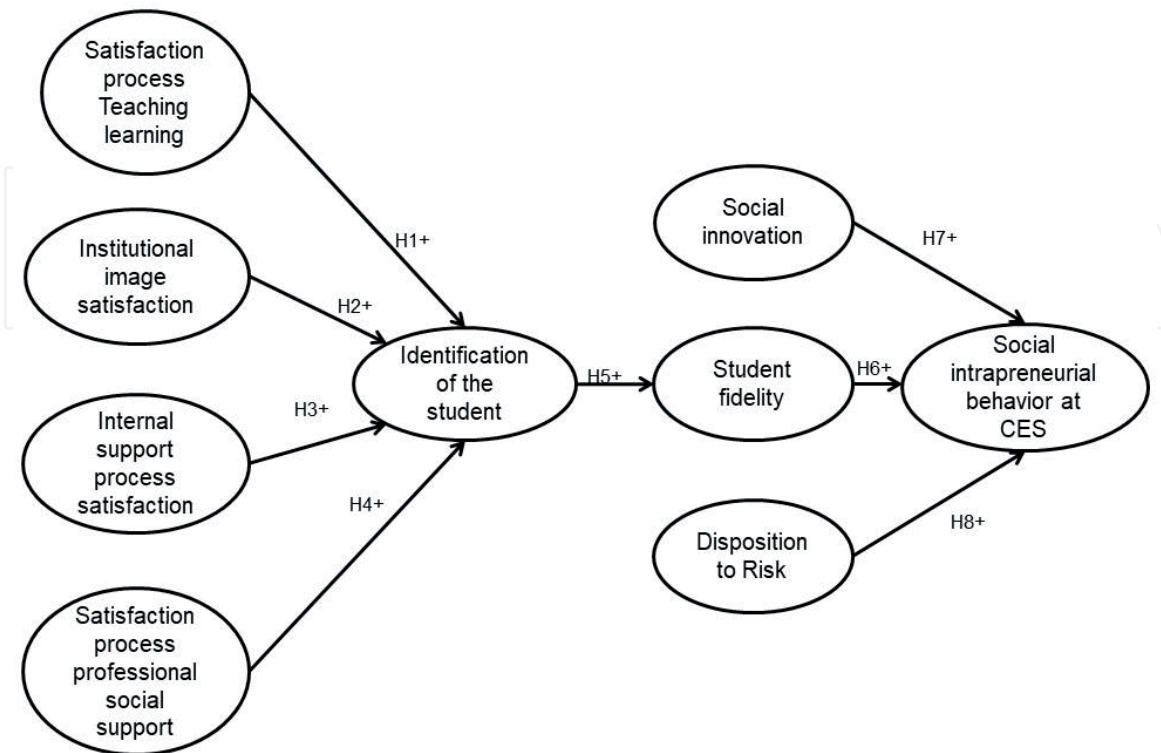 Satisfaction
process
Teaching
learning
Institutional
image
satisfaction
Internal
support
process
satisfaction
Satisfaction
process
professional
social
support
H1+
H2+
H3+
H4+
Identification
of the
student
H5+
Social
innovation
Student
fidelity
Disposition
to Risk
H7+
H6+
H8+
Social
intrapreneurial
behavior at
CES